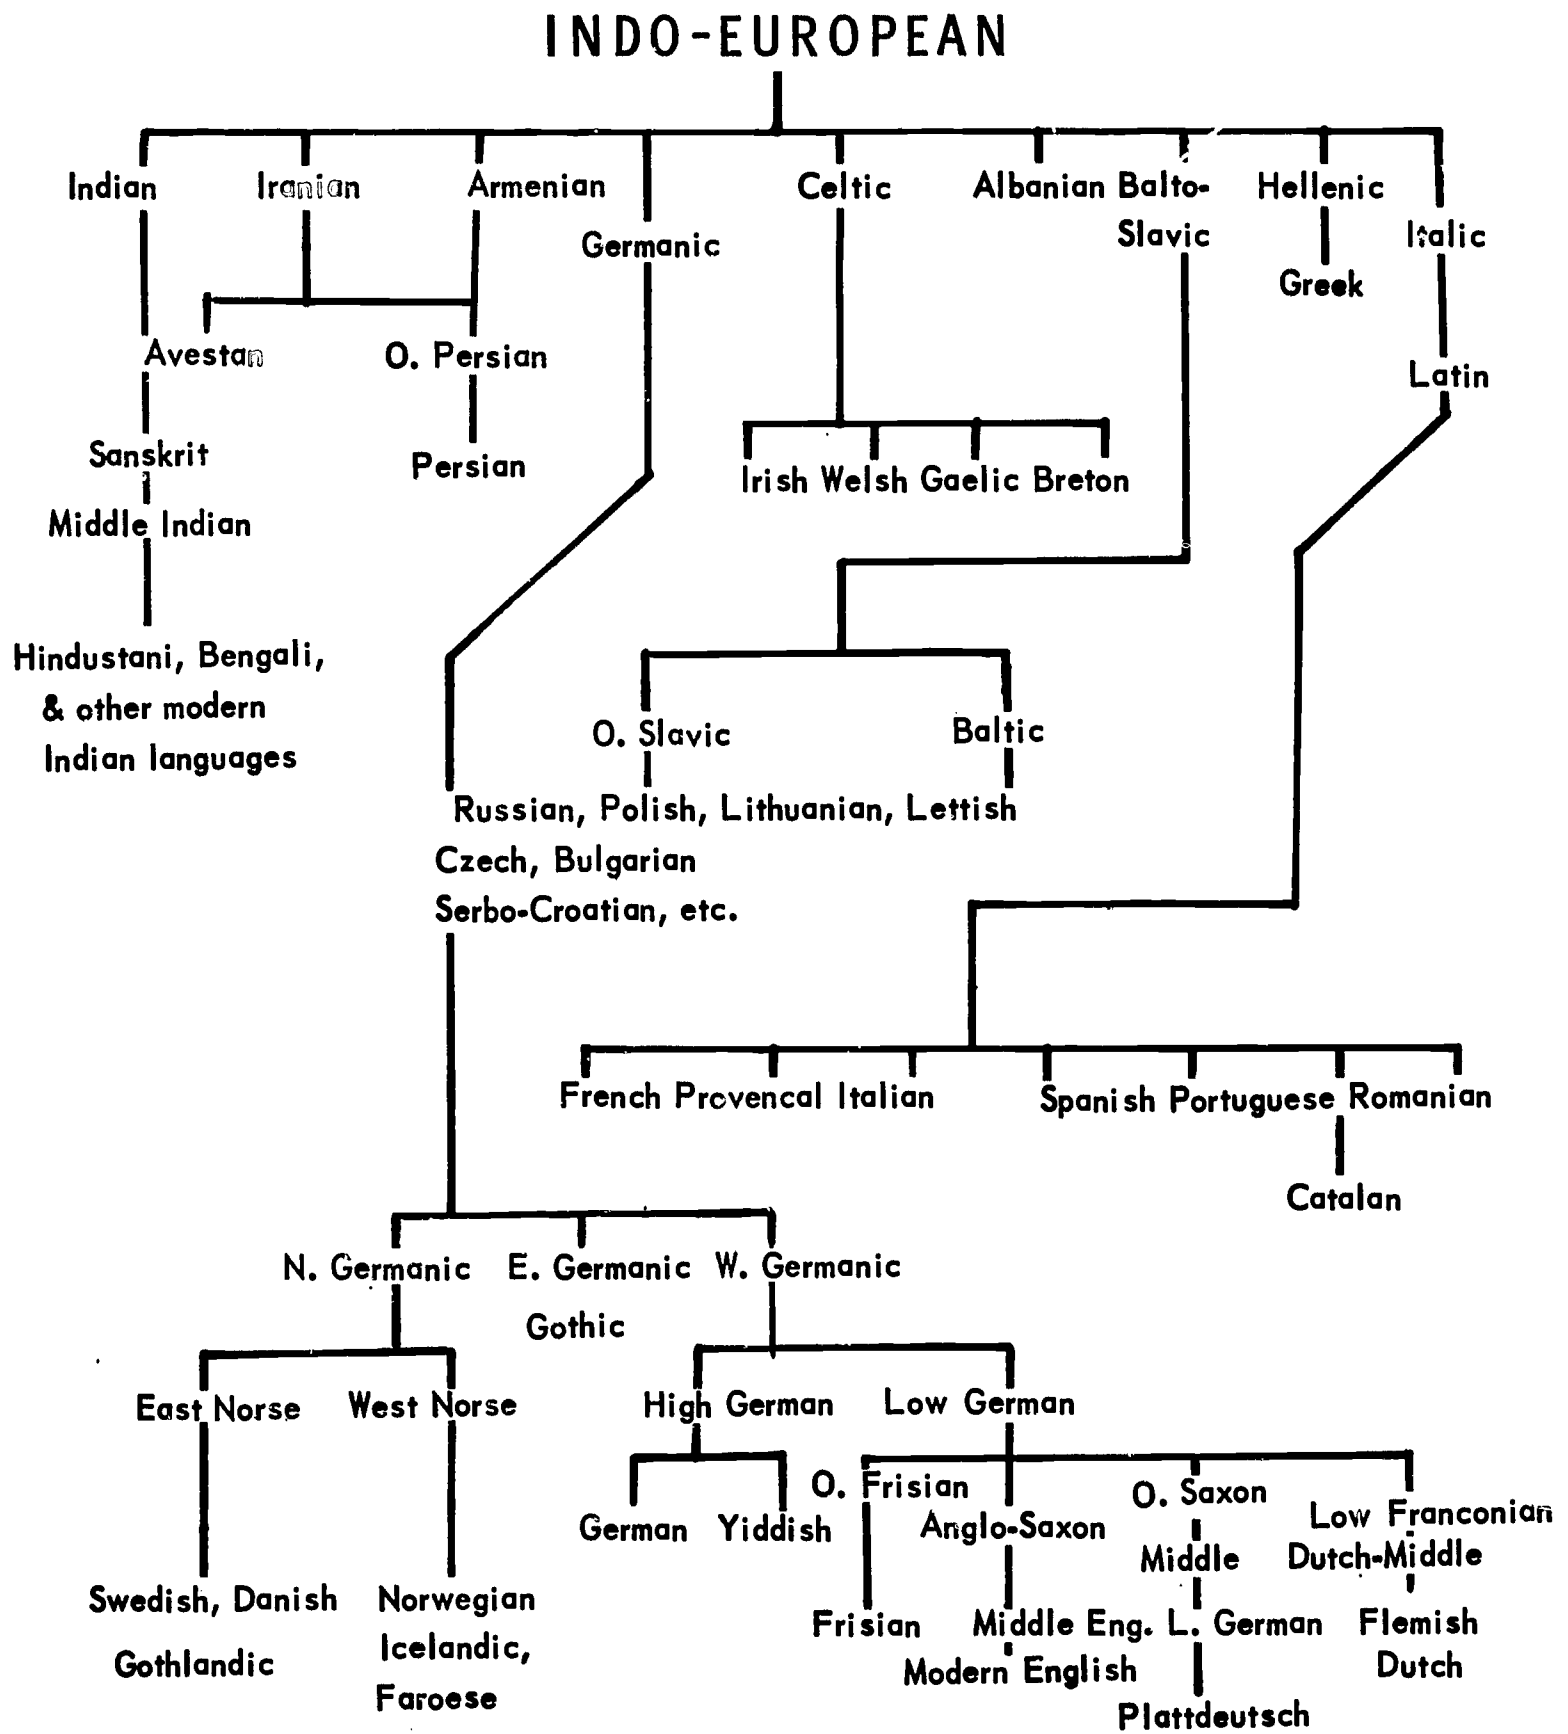 INDO-EUROPEAN
Indian Iranian Armenian Celtic Albanian Balto- Hellenic
Germanic Slavic Italic
Greek
Avestan O. Persian
Latin
Sanskrit Persian
Irish Welsh Gaelic Breton
Middle Indian
Hindustani, Bengali,
& other modern
Indian languages
O. Slavic Baltic
Russian, Polish, Lithuanian, Lettish
Czech, Bulgarian
Serbo-Croatian, etc.
French Provencal Italian Spanish Portuguese Romanian
Catalan
N. Germanic E. Germanic W. Germanic
Gothic
East Norse West Norse High German Low German
O. Frisian O. Saxon
Low Franconian
German Yiddish Anglo-Saxon
Middle Dutch-Middle
Swedish, Danish Norwegian
Frisian Middle Eng. L. German Flemish
Icelandic,
Gothlandic Modern English Dutch
Faroese
Plattdeutsch